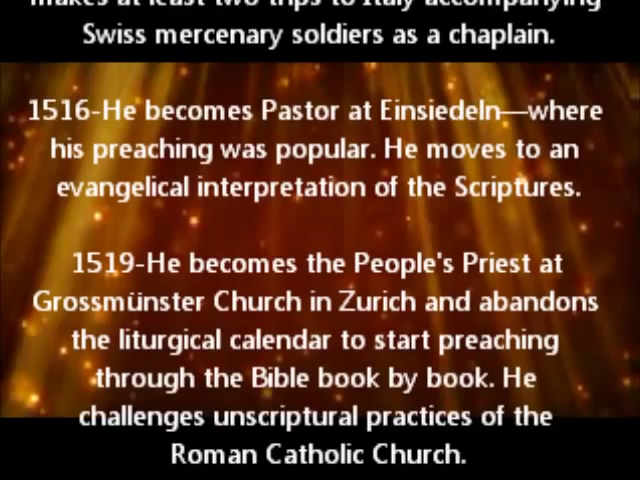 makes at least two trips to Italy accompanying
Swiss mercenary soldiers as a chaplain.
1516-He becomes Pastor at Einsiedeln—where
his preaching was popular. He moves to an
evangelical interpretation of the Scriptures.
1519-He becomes the People's Priest at
Grossmünster Church in Zurich and abandons
the liturgical calendar to start preaching
through the Bible book by book. He
challenges unscriptural practices of the
Roman Catholic Church.